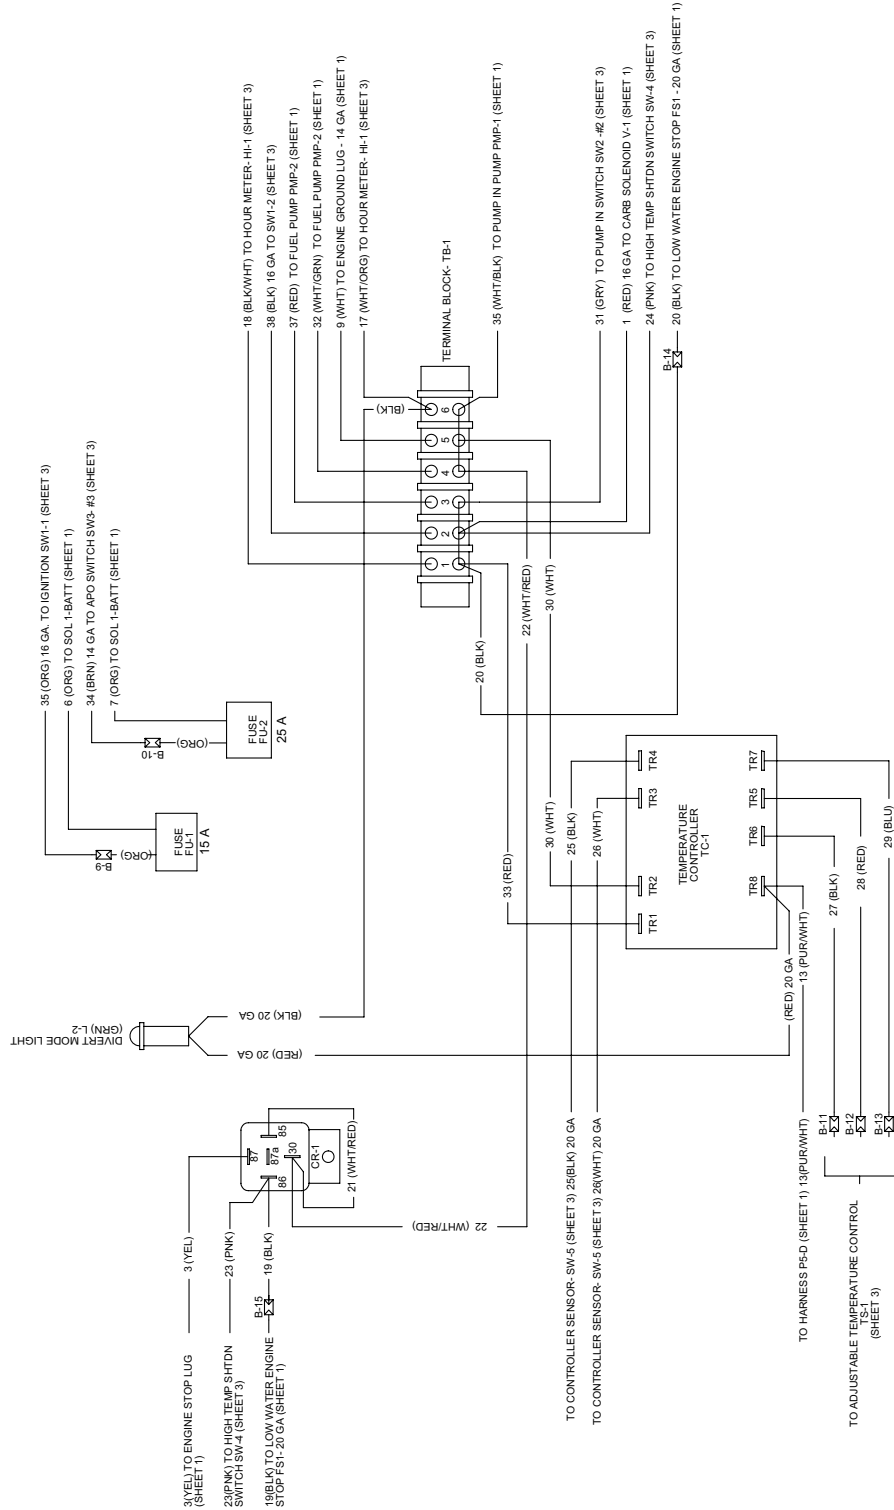 35 (ORG) 16 GA. TO IGNITION SW1-1 (SHEET 3)
6 (ORG) TO SOL 1-BATT (SHEET 1)
34 (BRN) 14 GA TO APO SWITCH SW3- #3 (SHEET 3)
7 (ORG) TO SOL 1-BATT (SHEET 1)
B-9
(ORG)
FUSE
FU-1
15 A
B-10
(ORG)
FUSE
FU-2
25 A
18 (BLK/WHT) TO HOUR METER- HI-1 (SHEET 3)
38 (BLK) 16 GA TO SW1-2 (SHEET 3)
37 (RED) TO FUEL PUMP PMP-2 (SHEET 1)
32 (WHT/GRN) TO FUEL PUMP PMP-2 (SHEET 1)
9 (WHT) TO ENGINE GROUND LUG - 14 GA (SHEET 1)
17 (WHT/ORG) TO HOUR METER- HI-1 (SHEET 3)
(BLK)
TERMINAL BLOCK- TB-1
1
2
3
4
5
6
35 (WHT/BLK) TO PUMP IN PUMP PMP-1 (SHEET 1)
31 (GRY) TO PUMP IN SWITCH SW2 -#2 (SHEET 3)
1 (RED) 16 GA TO CARB SOLENOID V-1 (SHEET 1)
24 (PNK) TO HIGH TEMP SHTDN SWITCH SW-4 (SHEET 3)
20 (BLK) TO LOW WATER ENGINE STOP FS1 - 20 GA (SHEET 1)
B-14
20 (BLK)
22 (WHT/RED)
30 (WHT)
33 (RED)
30 (WHT)
25 (BLK)
26 (WHT)
TR1
TR2
TR3
TR4
TEMPERATURE
CONTROLLER
TC-1
TR8
TR6
TR5
TR7
(RED) 20 GA
13 (PUR/WHT)
27 (BLK)
28 (RED)
29 (BLU)
DIVERT MODE LIGHT
(GRN) L-2
(BLK) 20 GA
(RED) 20 GA
87
87a
85
86
30
CR-1
21 (WHT/RED)
22 (WHT/RED)
3 (YEL)
23 (PNK)
19 (BLK)
B-15
3(YEL) TO ENGINE STOP LUG
(SHEET 1)
23(PNK) TO HIGH TEMP SHTDN
SWITCH SW-4 (SHEET 3)
19(BLK) TO LOW WATER ENGINE
STOP FS1- 20 GA (SHEET 1)
TO CONTROLLER SENSOR- SW-5 (SHEET 3) 25(BLK) 20 GA
TO CONTROLLER SENSOR- SW-5 (SHEET 3) 26(WHT) 20 GA
TO HARNESS P5-D (SHEET 1) 13(PUR/WHT)
B-11
B-12
B-13
TO ADJUSTABLE TEMPERATURE CONTROL
TS-1
(SHEET 3)